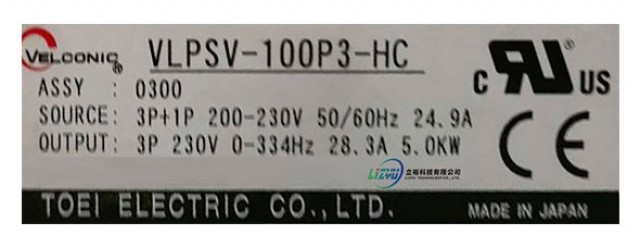 VELCONIC® VLPSV-100P3-HC
ASSY : 0300
SOURCE: 3P+1P 200-230V 50/60Hz 24.9A
OUTPUT: 3P 230V 0-334Hz 28.3A 5.0KW
C RU US
CE
LIYU 立裕科技有限公司
TOEI ELECTRIC CO.,LTD. MADE IN JAPAN